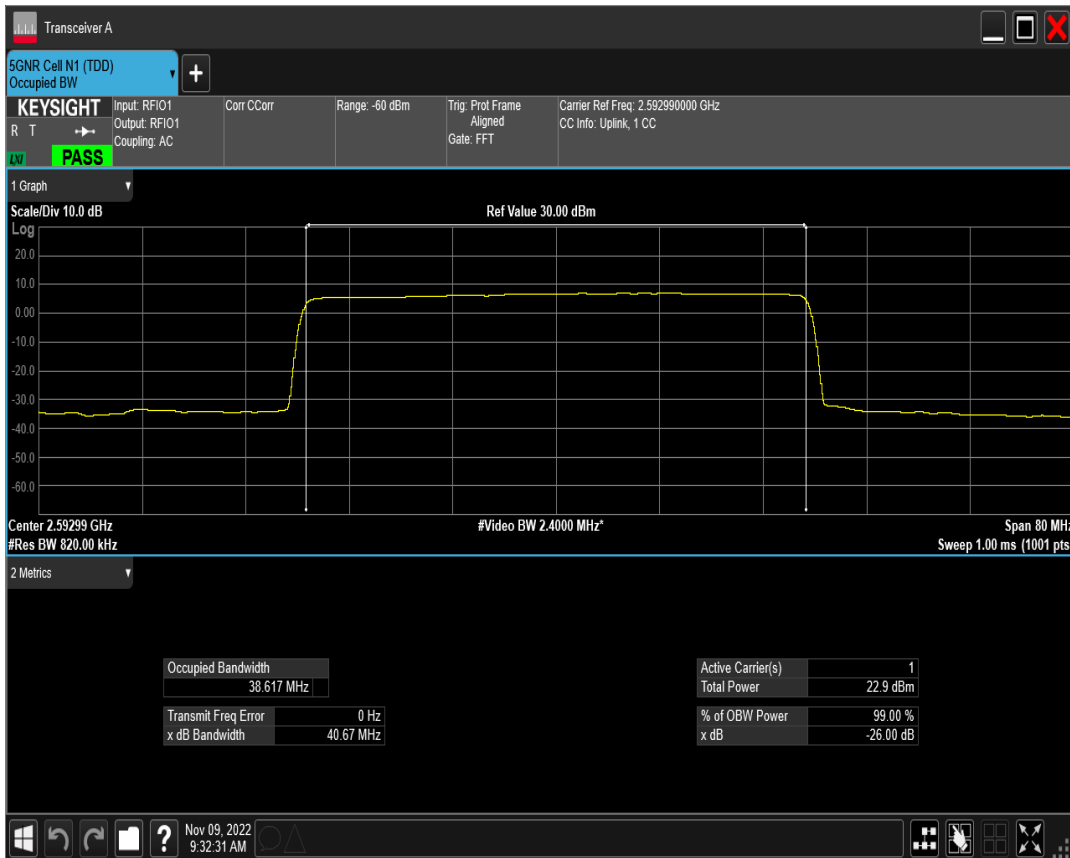 Transceiver A
5GNR Cell N1 (TDD)
Occupied BW
+
KEYSIGHT
R T
LXI
PASS
Input: RFIO1
Output: RFIO1
Coupling: AC
Corr CCorr
Range: -60 dBm
Trig: Prot Frame
Aligned
Gate: FFT
Carrier Ref Freq: 2.592990000 GHz
CC Info: Uplink, 1 CC
1 Graph
Scale/Div 10.0 dB
Ref Value 30.00 dBm
Log
20.0
10.0
0.00
-10.0
-20.0
-30.0
-40.0
-50.0
-60.0
Center 2.59299 GHz
#Video BW 2.4000 MHz*
Span 80 MHz
#Res BW 820.00 kHz
Sweep 1.00 ms (1001 pts
2 Metrics
Occupied Bandwidth
38.617 MHz
Transmit Freq Error 0 Hz
x dB Bandwidth 40.67 MHz
Active Carrier(s) 1
Total Power 22.9 dBm
% of OBW Power 99.00 %
x dB -26.00 dB
?
Nov 09, 2022
9:32:31 AM